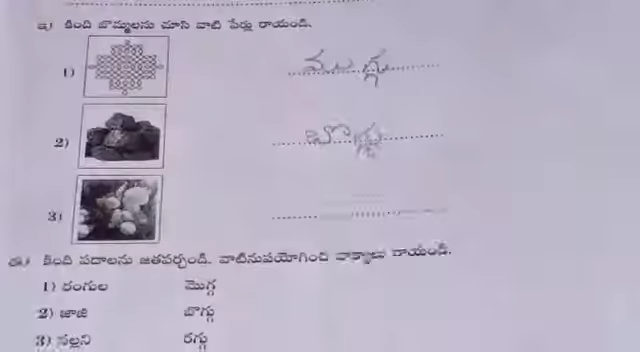 ఇ) కింది బొమ్మలను చూసి వాటి పేర్లు రాయండి.
1) ముగ్గు
2) బొగ్గు
3)
ఈ) కింది పదాలను జతపర్చండి. వాటినుపయోగించి వాక్యాలు రాయండి.
1) రంగుల మొగ్గ
2) జాజి బొగ్గు
3) నల్లని రగ్గు